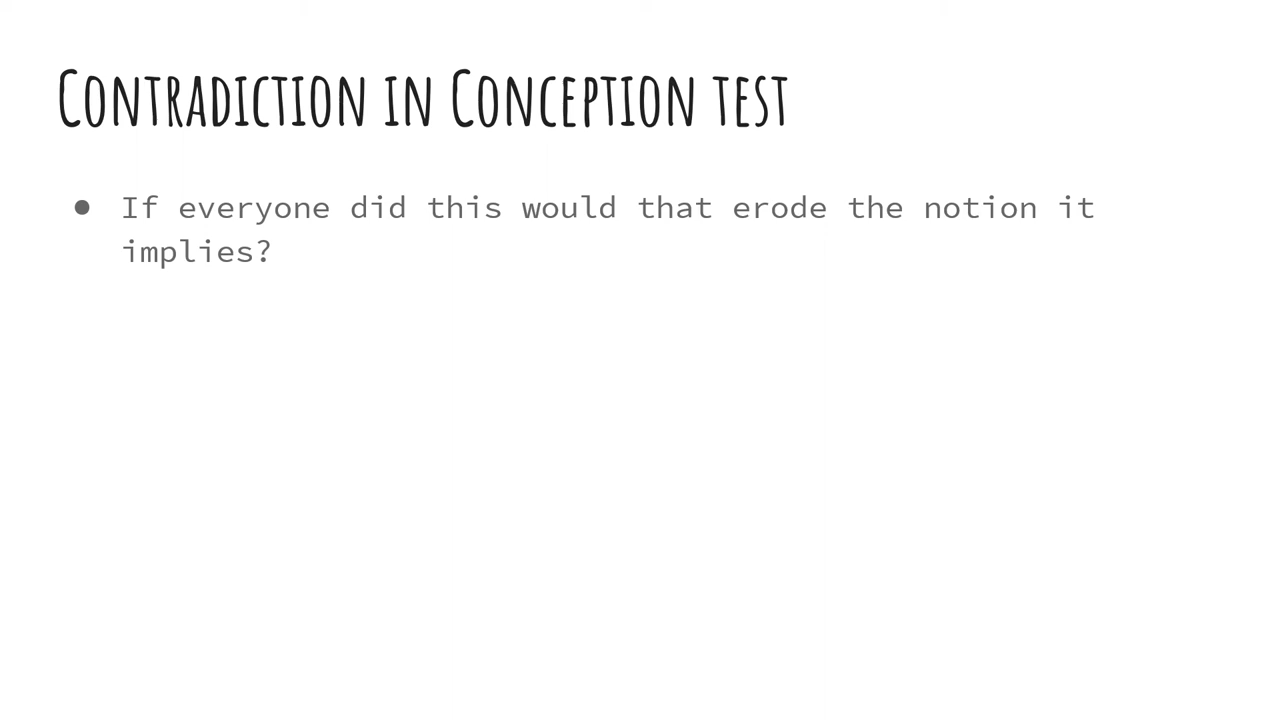 Contradiction in Conception test
● If everyone did this would that erode the notion it
implies?